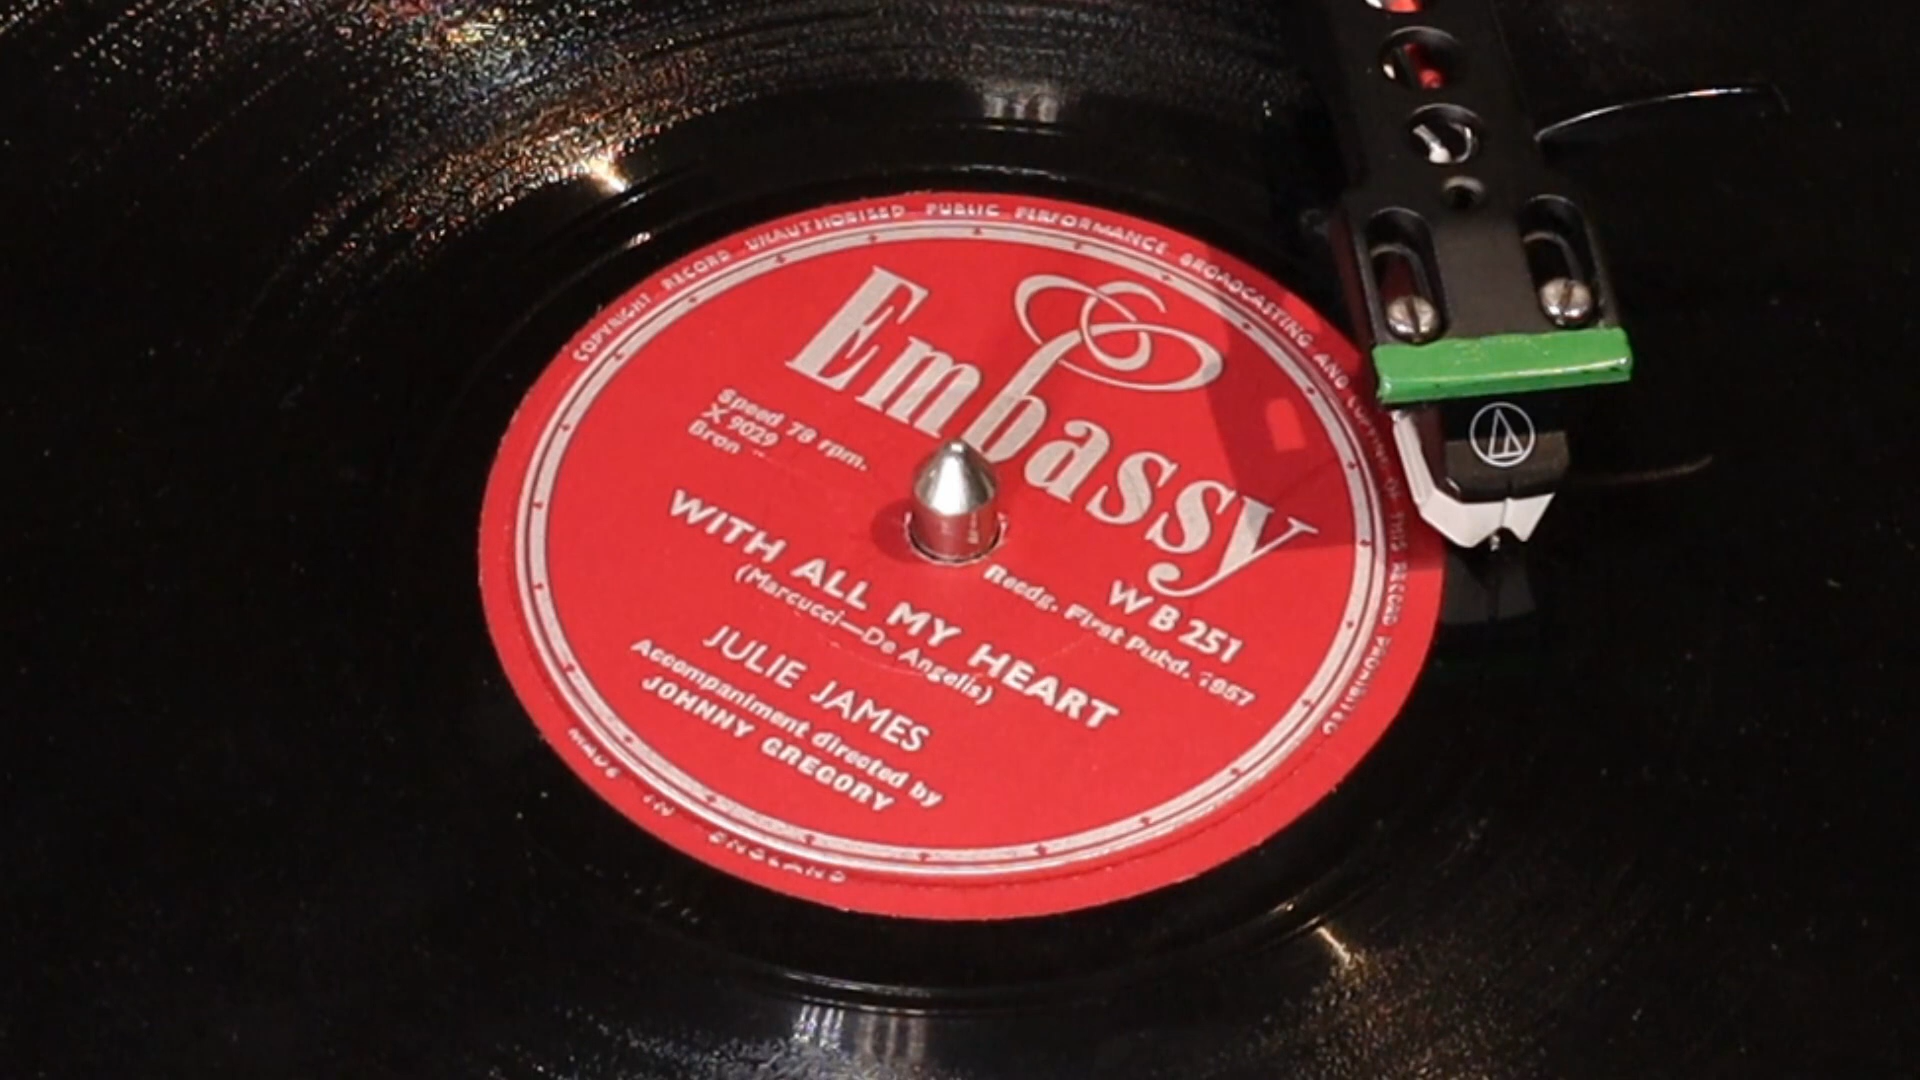 COPYRIGHT RECORD UNAUTHORISED PUBLIC PERFORMANCE BROADCASTING AND COPYING OF THIS RECORD PROHIBITED
Embassy
Speed 78 rpm.
X 9029
Bron
WB 251
Recdg. First Pubd. 1957
WITH ALL MY HEART
(Marcucci—De Angelis)
JULIE JAMES
Accompaniment directed by
JOHNNY GREGORY
MADE IN ENGLAND